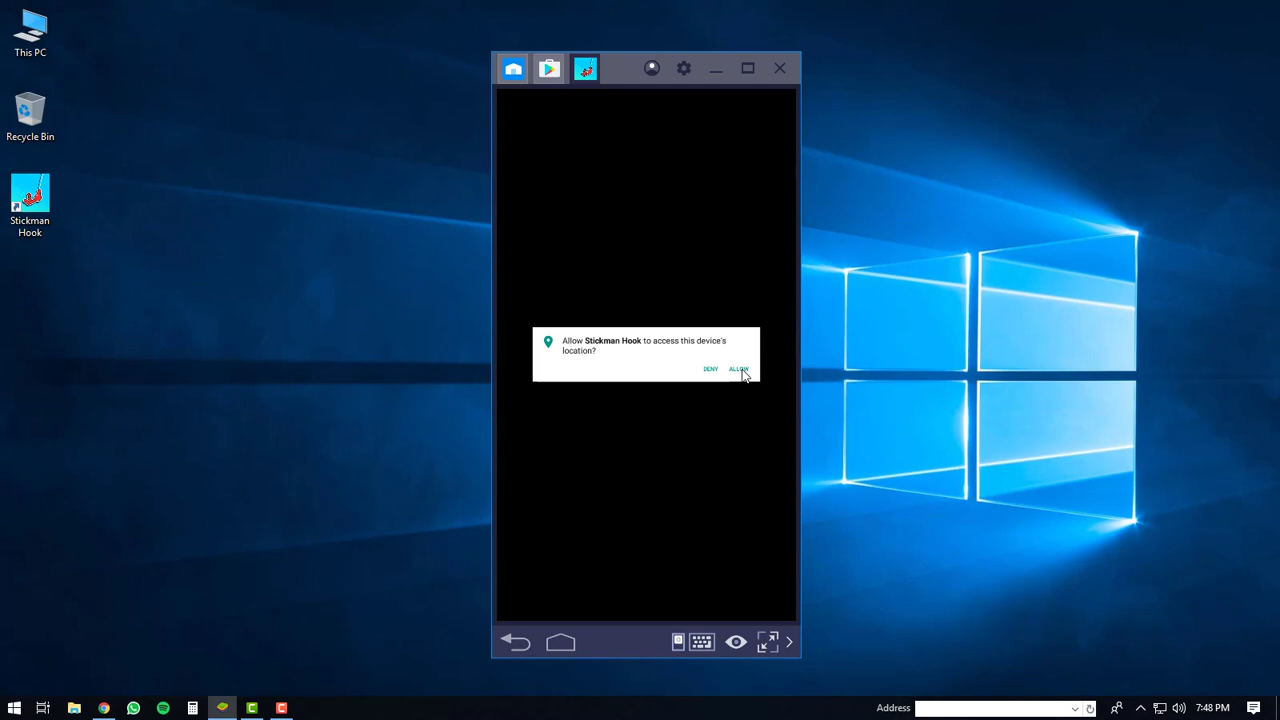 This PC
Recycle Bin
Stickman
Hook
Allow Stickman Hook to access this device's
location?
DENY ALLOW
Address
7:48 PM